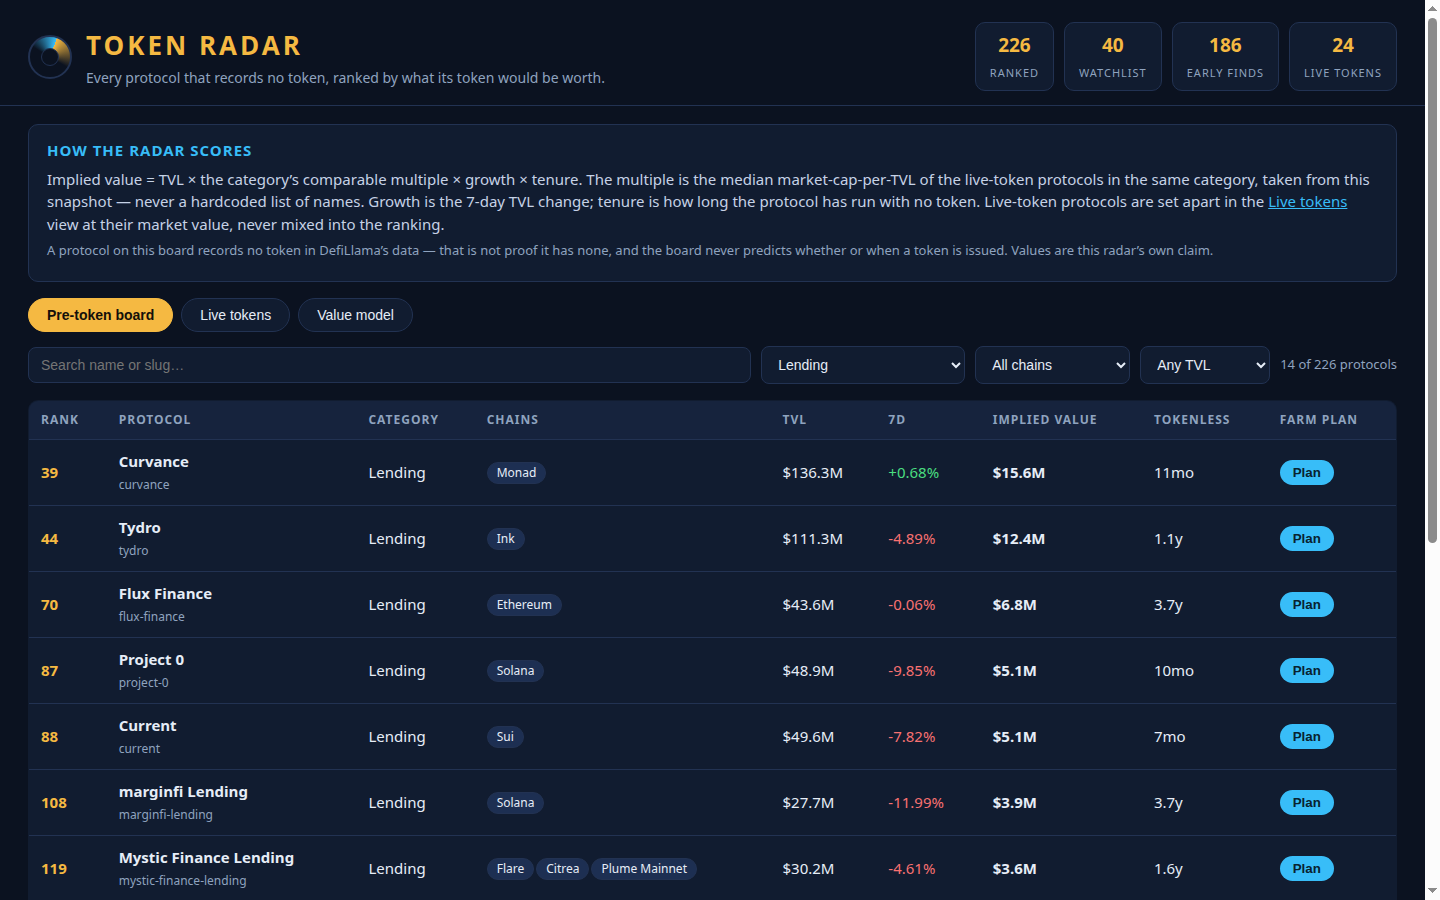 TOKEN RADAR
Every protocol that records no token, ranked by what its token would be worth.
226
RANKED
40
WATCHLIST
186
EARLY FINDS
24
LIVE TOKENS
HOW THE RADAR SCORES
Implied value = TVL × the category’s comparable multiple × growth × tenure. The multiple is the median market-cap-per-TVL of the live-token protocols in the same category, taken from this
snapshot — never a hardcoded list of names. Growth is the 7-day TVL change; tenure is how long the protocol has run with no token. Live-token protocols are set apart in the Live tokens
view at their market value, never mixed into the ranking.
A protocol on this board records no token in DefiLlama’s data — that is not proof it has none, and the board never predicts whether or when a token is issued. Values are this radar’s own claim.
Pre-token board Live tokens Value model
Search name or slug… Lending All chains Any TVL 14 of 226 protocols
RANK PROTOCOL CATEGORY CHAINS TVL 7D IMPLIED VALUE TOKENLESS FARM PLAN
39 Curvance Lending Monad $136.3M +0.68% $15.6M 11mo Plan
curvance
44 Tydro Lending Ink $111.3M -4.89% $12.4M 1.1y Plan
tydro
70 Flux Finance Lending Ethereum $43.6M -0.06% $6.8M 3.7y Plan
flux-finance
87 Project 0 Lending Solana $48.9M -9.85% $5.1M 10mo Plan
project-0
88 Current Lending Sui $49.6M -7.82% $5.1M 7mo Plan
current
108 marginfi Lending Lending Solana $27.7M -11.99% $3.9M 3.7y Plan
marginfi-lending
119 Mystic Finance Lending Lending Flare Citrea Plume Mainnet $30.2M -4.61% $3.6M 1.6y Plan
mystic-finance-lending